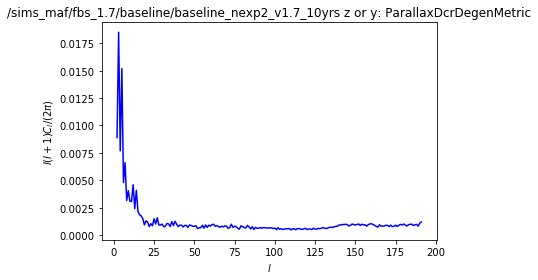 /sims_maf/fbs_1.7/baseline/baseline_nexp2_v1.7_10yrs z or y: ParallaxDcrDegenMetric
0.0175
0.0150
0.0125
0.0100
0.0075
0.0050
0.0025
0.0000
l(l + 1)C_l/(2π)
0 25 50 75 100 125 150 175 200
l